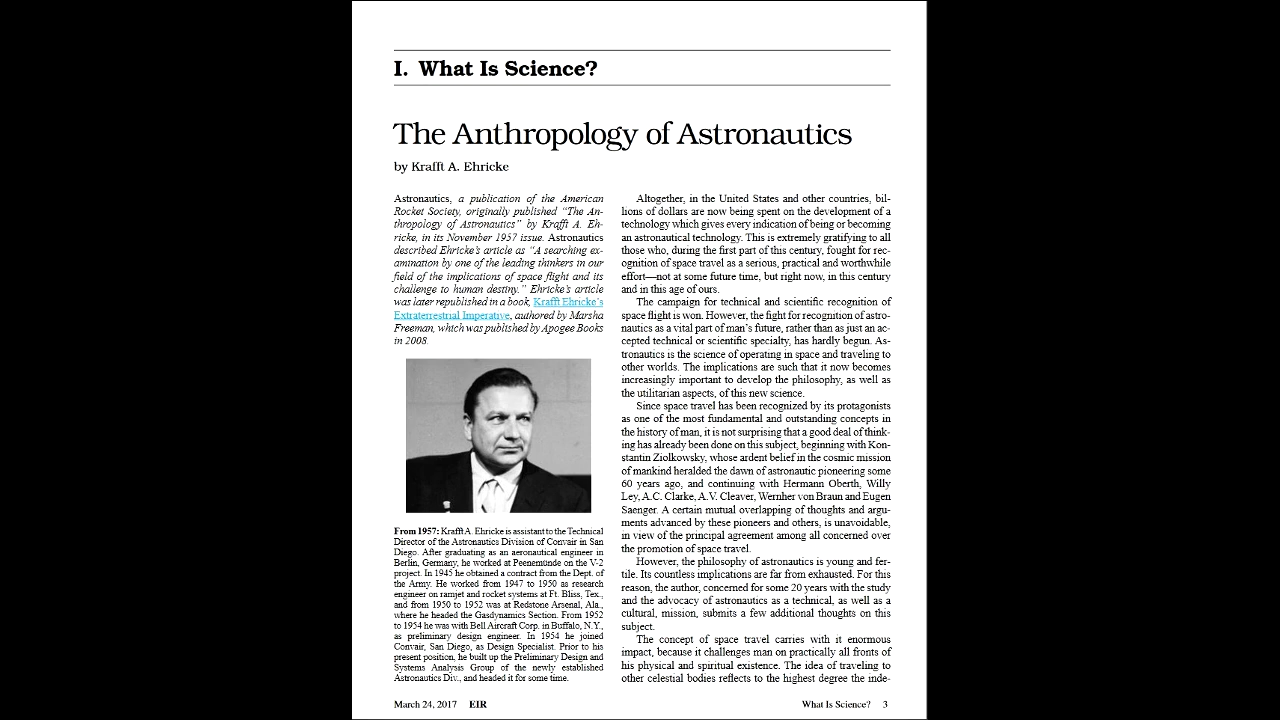 I. What Is Science?
The Anthropology of Astronautics
by Krafft A. Ehricke
Astronautics, a publication of the American
Rocket Society, originally published “The An-
thropology of Astronautics” by Krafft A. Eh-
ricke, in its November 1957 issue. Astronautics
described Ehricke’s article as “A searching ex-
amination by one of the leading thinkers in our
field of the implications of space flight and its
challenge to human destiny.” Ehricke’s article
was later republished in a book, Krafft Ehricke’s
Extraterrestrial Imperative, authored by Marsha
Freeman, which was published by Apogee Books
in 2008.
From 1957: Krafft A. Ehricke is assistant to the Technical
Director of the Astronautics Division of Convair in San
Diego. After graduating as an aeronautical engineer in
Berlin, Germany, he worked at Peenemünde on the V-2
project. In 1945 he obtained a contract from the Dept. of
the Army. He worked from 1947 to 1950 as research
engineer on ramjet and rocket systems at Ft. Bliss, Tex.,
and from 1950 to 1952 was at Redstone Arsenal, Ala.,
where he headed the Gasdynamics Section. From 1952
to 1954 he was with Bell Aircraft Corp. in Buffalo, N.Y.,
as preliminary design engineer. In 1954 he joined
Convair, San Diego, as Design Specialist. Prior to his
present position, he built up the Preliminary Design and
Systems Analysis Group of the newly established
Astronautics Div., and headed it for some time.
Altogether, in the United States and other countries, bil-
lions of dollars are now being spent on the development of a
technology which gives every indication of being or becoming
an astronautical technology. This is extremely gratifying to all
those who, during the first part of this century, fought for rec-
ognition of space travel as a serious, practical and worthwhile
effort—not at some future time, but right now, in this century
and in this age of ours.
The campaign for technical and scientific recognition of
space flight is won. However, the fight for recognition of astro-
nautics as a vital part of man’s future, rather than as just an ac-
cepted technical or scientific specialty, has hardly begun. As-
tronautics is the science of operating in space and traveling to
other worlds. The implications are such that it now becomes
increasingly important to develop the philosophy, as well as
the utilitarian aspects, of this new science.
Since space travel has been recognized by its protagonists
as one of the most fundamental and outstanding concepts in
the history of man, it is not surprising that a good deal of think-
ing has already been done on this subject, beginning with Kon-
stantin Ziolkowsky, whose ardent belief in the cosmic mission
of mankind heralded the dawn of astronautic pioneering some
60 years ago, and continuing with Hermann Oberth, Willy
Ley, A.C. Clarke, A.V. Cleaver, Wernher von Braun and Eugen
Saenger. A certain mutual overlapping of thoughts and argu-
ments advanced by these pioneers and others, is unavoidable,
in view of the principal agreement among all concerned over
the promotion of space travel.
However, the philosophy of astronautics is young and fer-
tile. Its countless implications are far from exhausted. For this
reason, the author, concerned for some 20 years with the study
and the advocacy of astronautics as a technical, as well as a
cultural, mission, submits a few additional thoughts on this
subject.
The concept of space travel carries with it enormous
impact, because it challenges man on practically all fronts of
his physical and spiritual existence. The idea of traveling to
other celestial bodies reflects to the highest degree the inde-
March 24, 2017 EIR
What Is Science? 3